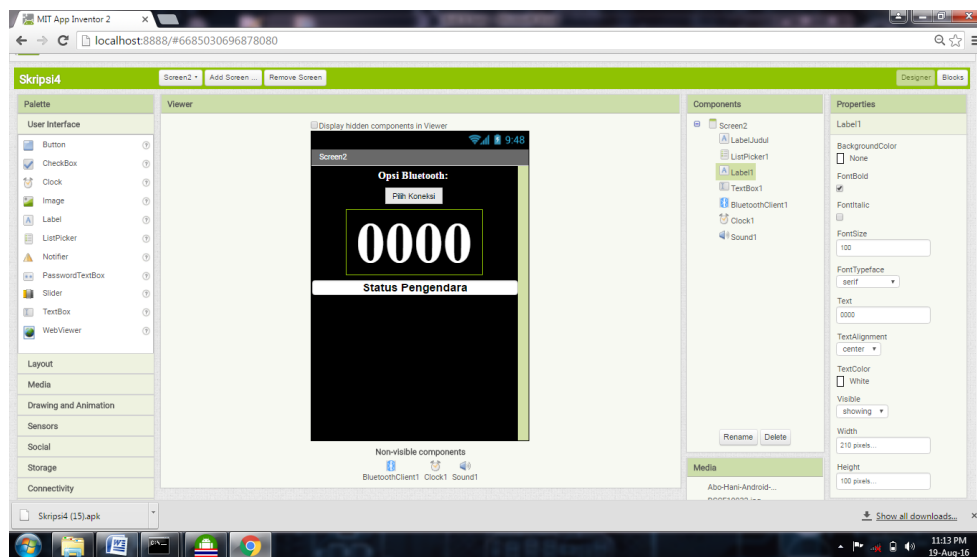 MIT App Inventor 2
localhost:8888/#6685030696878080
Skripsi4
Screen2
Add Screen ...
Remove Screen
Designer
Blocks
Palette
User Interface
Button
CheckBox
Clock
Image
Label
ListPicker
Notifier
PasswordTextBox
Slider
TextBox
WebViewer
Layout
Media
Drawing and Animation
Sensors
Social
Storage
Connectivity
Viewer
Display hidden components in Viewer
9:48
Screen2
Opsi Bluetooth:
Pilih Koneksi
0000
Status Pengendara
Non-visible components
BluetoothClient1 Clock1 Sound1
Components
Screen2
LabelJudul
ListPicker1
Label1
TextBox1
BluetoothClient1
Clock1
Sound1
Rename
Delete
Media
Abo-Hani-Android-...
Properties
Label1
BackgroundColor
None
FontBold
FontItalic
FontSize
100
FontTypeface
serif
Text
0000
TextAlignment
center
TextColor
White
Visible
showing
Width
210 pixels...
Height
100 pixels...
Skripsi4 (15).apk
Show all downloads...
11:13 PM
19-Aug-16